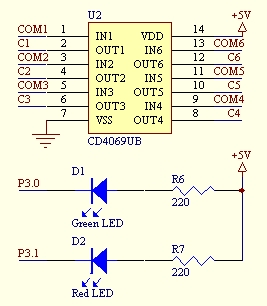 U2
+5V
COM1 1 IN1 VDD 14
C1 2 OUT1 IN6 13 COM6
COM2 3 IN2 OUT6 12 C6
C2 4 OUT2 IN5 11 COM5
COM3 5 IN3 OUT5 10 C5
C3 6 OUT3 IN4 9 COM4
7 VSS OUT4 8 C4
CD4069UB
+5V
D1 R6
P3.0
220
Green LED
D2 R7
P3.1
220
Red LED